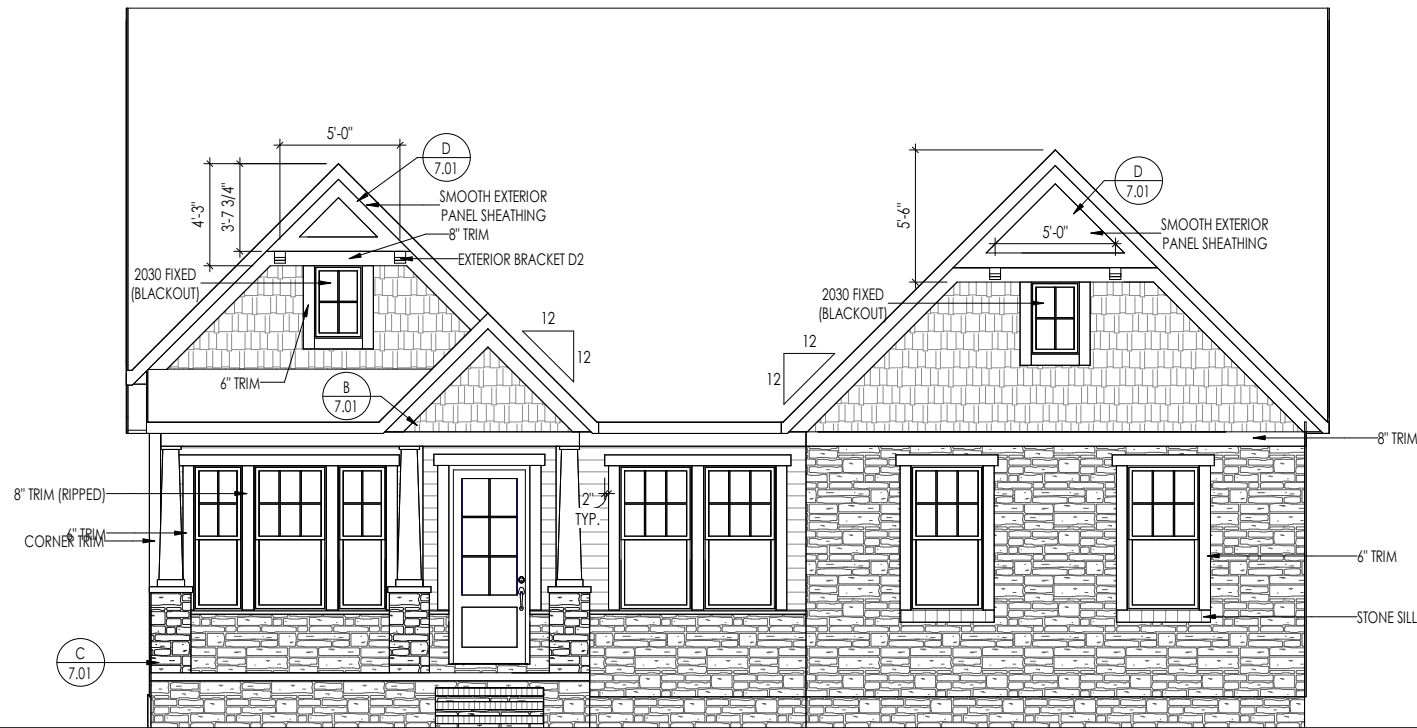 5'-0"
D
7.01
4'-3"
3'-7 3/4"
SMOOTH EXTERIOR
PANEL SHEATHING
8" TRIM
EXTERIOR BRACKET D2
2030 FIXED
(BLACKOUT)
12
12
6" TRIM
B
7.01
5'-6"
D
7.01
5'-0"
SMOOTH EXTERIOR
PANEL SHEATHING
2030 FIXED
(BLACKOUT)
12
12
8" TRIM
8" TRIM (RIPPED)
6" TRIM
CORNER TRIM
2"
TYP.
6" TRIM
STONE SILL
C
7.01